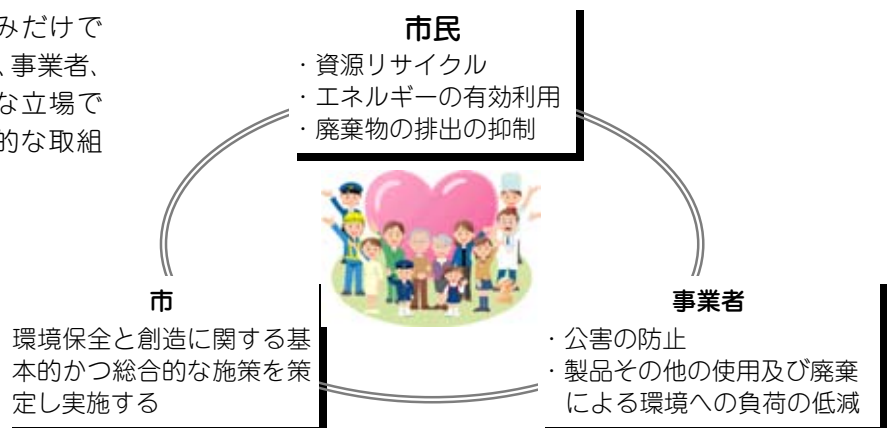 みだけで
、事業者、
な立場で
的な取組
市民
・資源リサイクル
・エネルギーの有効利用
・廃棄物の排出の抑制
市
環境保全と創造に関する基
本的かつ総合的な施策を策
定し実施する
事業者
・公害の防止
・製品その他の使用及び廃棄
による環境への負荷の低減